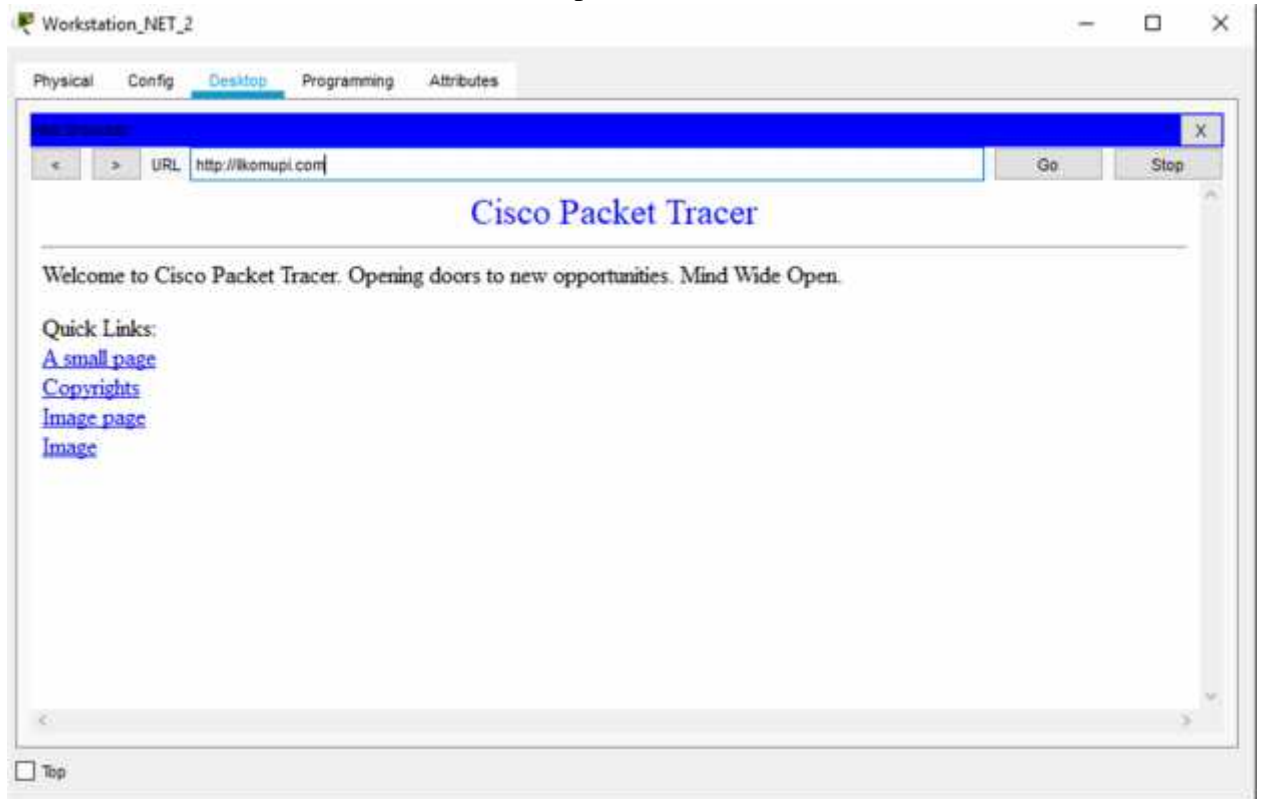 Workstation_NET_2
Physical Config Desktop Programming Attributes
X
< > URL http://ilkomupi.com Go Stop
Cisco Packet Tracer
Welcome to Cisco Packet Tracer. Opening doors to new opportunities. Mind Wide Open.
Quick Links:
A small page
Copyrights
Image page
Image
Top